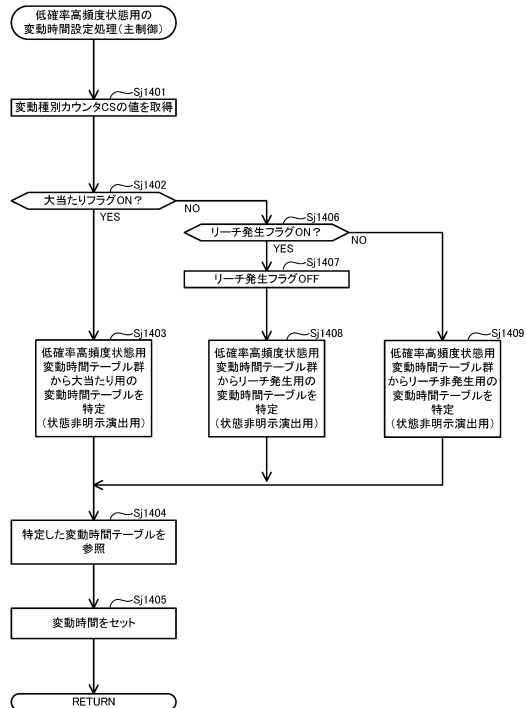 低確率高頻度状態用の
変動時間設定処理(主制御)
Sj1401
変動種別カウンタCSの値を取得
Sj1402
大当たりフラグON？
NO
YES
Sj1406
リーチ発生フラグON？
NO
YES
Sj1407
リーチ発生フラグOFF
Sj1403
低確率高頻度状態用
変動時間テーブル群
から大当たり用の
変動時間テーブルを
特定
(状態非明示演出用)
Sj1408
低確率高頻度状態用
変動時間テーブル群
からリーチ発生用の
変動時間テーブルを
特定
(状態非明示演出用)
Sj1409
低確率高頻度状態用
変動時間テーブル群
からリーチ非発生用の
変動時間テーブルを
特定
(状態非明示演出用)
Sj1404
特定した変動時間テーブルを
参照
Sj1405
変動時間をセット
RETURN